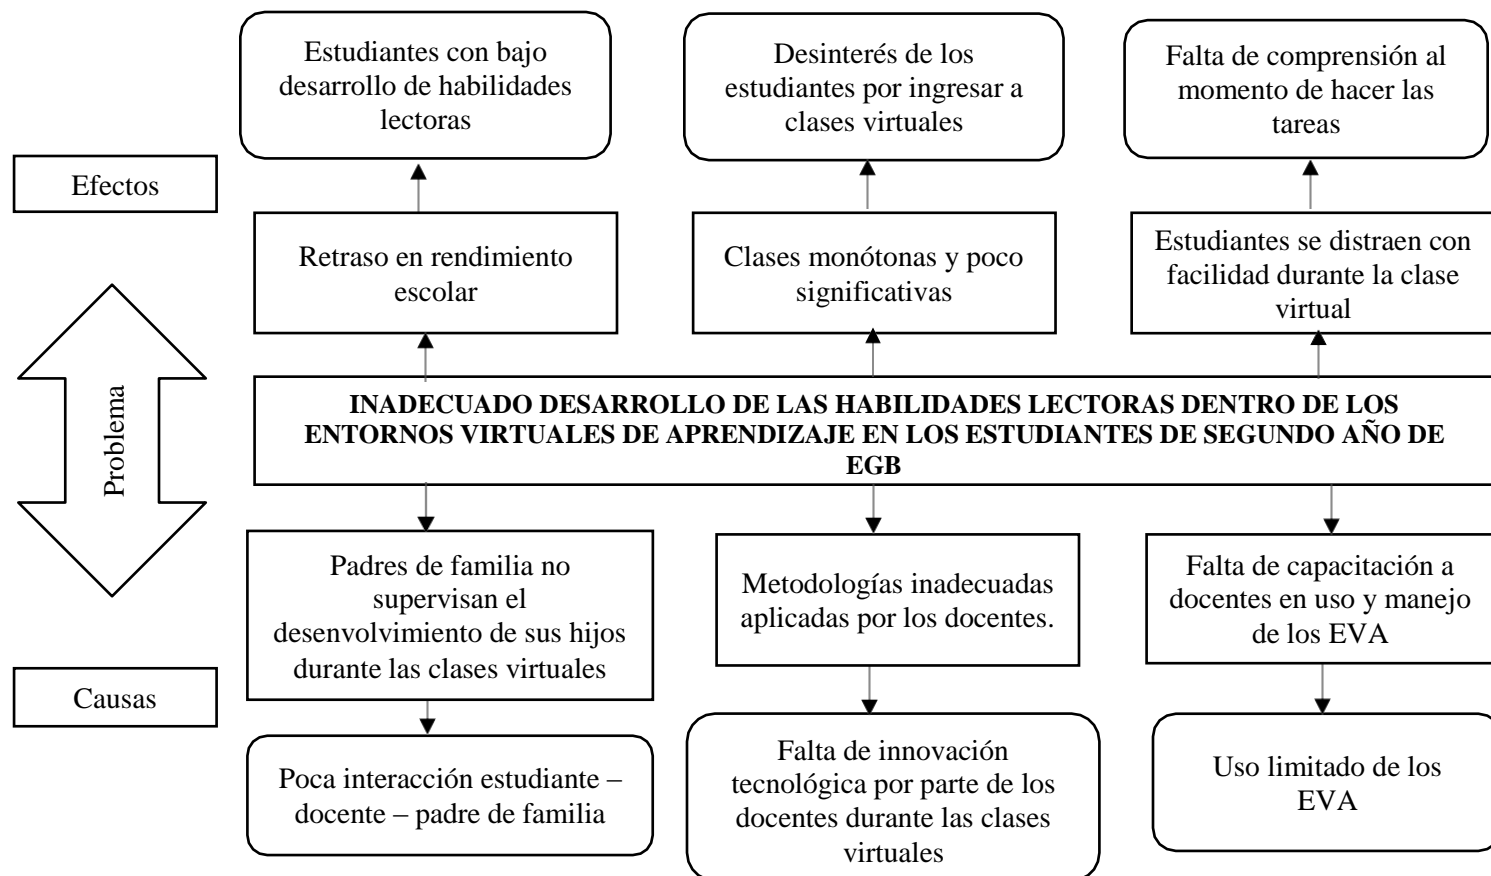 Estudiantes con bajo
desarrollo de habilidades
lectoras
Desinterés de los
estudiantes por ingresar a
clases virtuales
Falta de comprensión al
momento de hacer las
tareas
Efectos
Retraso en rendimiento
escolar
Clases monótonas y poco
significativas
Estudiantes se distraen con
facilidad durante la clase
virtual
Problema
INADECUADO DESARROLLO DE LAS HABILIDADES LECTORAS DENTRO DE LOS
ENTORNOS VIRTUALES DE APRENDIZAJE EN LOS ESTUDIANTES DE SEGUNDO AÑO DE
EGB
Padres de familia no
supervisan el
desenvolvimiento de sus hijos
durante las clases virtuales
Metodologías inadecuadas
aplicadas por los docentes.
Falta de capacitación a
docentes en uso y manejo
de los EVA
Causas
Poca interacción estudiante –
docente – padre de familia
Falta de innovación
tecnológica por parte de los
docentes durante las clases
virtuales
Uso limitado de los
EVA